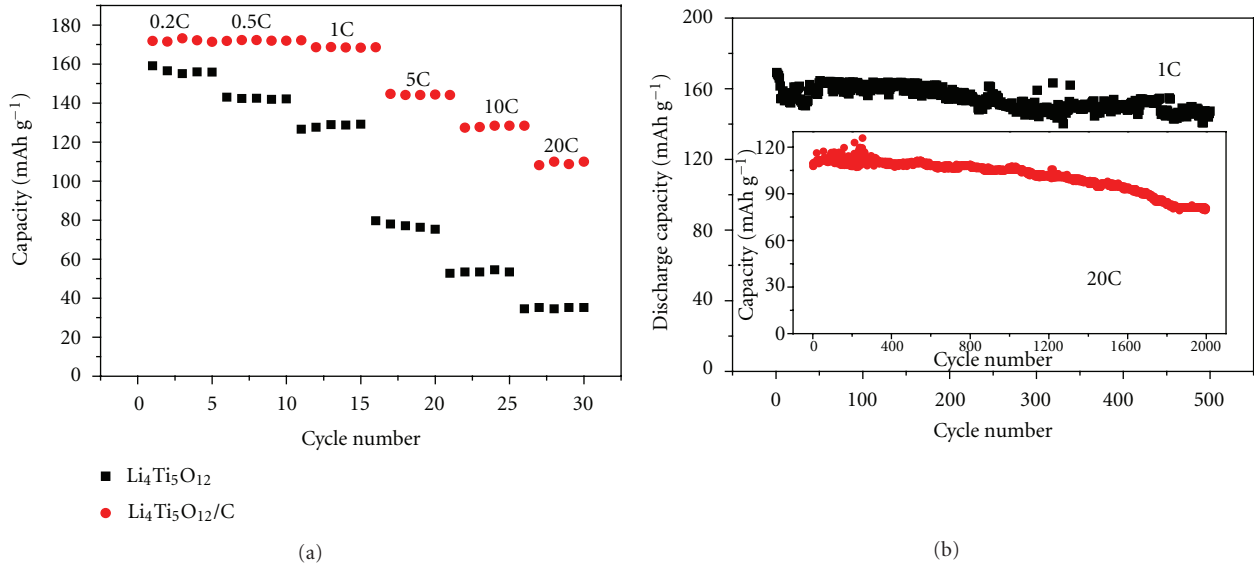 180
160
140
120
100
80
60
40
20
0
Capacity (mAh g⁻¹)
0.2C
0.5C
1C
5C
10C
20C
0 5 10 15 20 25 30
Cycle number
Li₄Ti₅O₁₂
Li₄Ti₅O₁₂/C
(a)
200
160
120
80
40
0
Discharge capacity (mAh g⁻¹)
1C
120
90
60
30
0
Capacity (mAh g⁻¹)
20C
0 400 800 1200 1600 2000
Cycle number
0 100 200 300 400 500
Cycle number
(b)